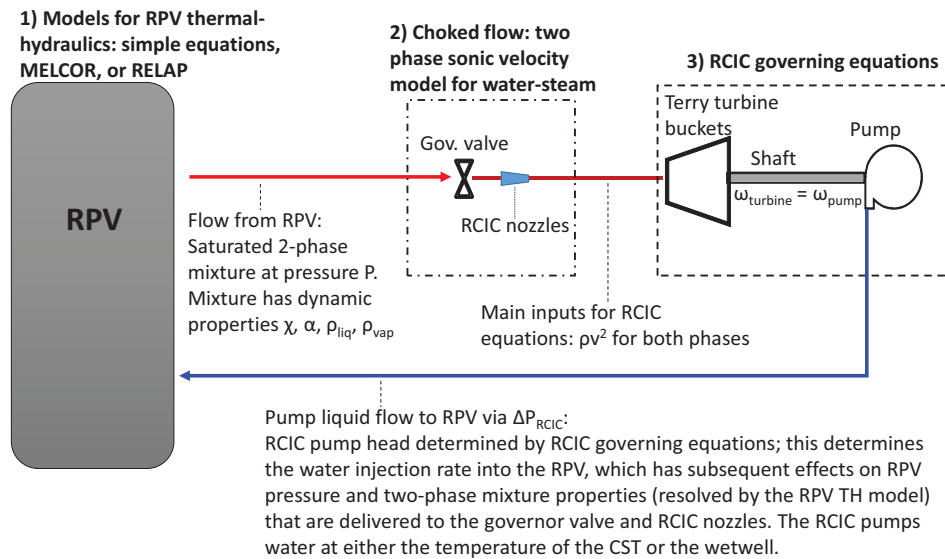 1) Models for RPV thermal-
hydraulics: simple equations,
MELCOR, or RELAP
2) Choked flow: two
phase sonic velocity
model for water-steam
3) RCIC governing equations
RPV
Gov. valve
RCIC nozzles
Terry turbine
buckets
Shaft
ω_turbine = ω_pump
Pump
Flow from RPV:
Saturated 2-phase
mixture at pressure P.
Mixture has dynamic
properties χ, α, ρ_liq, ρ_vap
Main inputs for RCIC
equations: ρv² for both phases
Pump liquid flow to RPV via ΔP_RCIC:
RCIC pump head determined by RCIC governing equations; this determines
the water injection rate into the RPV, which has subsequent effects on RPV
pressure and two-phase mixture properties (resolved by the RPV TH model)
that are delivered to the governor valve and RCIC nozzles. The RCIC pumps
water at either the temperature of the CST or the wetwell.